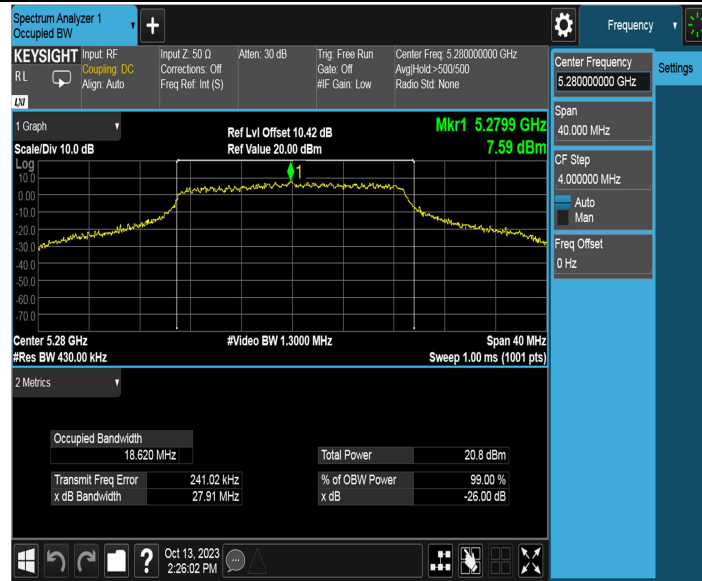 Spectrum Analyzer 1
Occupied BW
Frequency
KEYSIGHT
RL
LXI
Input: RF
Coupling: DC
Align: Auto
Input Z: 50 Ω
Corrections: Off
Freq Ref: Int (S)
Atten: 30 dB
Trig: Free Run
Gate: Off
#IF Gain: Low
Center Freq: 5.280000000 GHz
Avg|Hold:>500/500
Radio Std: None
Center Frequency
5.280000000 GHz
Settings
Span
40.000 MHz
CF Step
4.000000 MHz
Auto
Man
Freq Offset
0 Hz
1 Graph
Scale/Div 10.0 dB
Ref Lvl Offset 10.42 dB
Ref Value 20.00 dBm
Mkr1 5.2799 GHz
7.59 dBm
Log
10.0
0.00
-10.0
-20.0
-30.0
-40.0
-50.0
-60.0
-70.0
1
Center 5.28 GHz
#Res BW 430.00 kHz
#Video BW 1.3000 MHz
Span 40 MHz
Sweep 1.00 ms (1001 pts)
2 Metrics
Occupied Bandwidth
18.620 MHz
Transmit Freq Error 241.02 kHz
x dB Bandwidth 27.91 MHz
Total Power 20.8 dBm
% of OBW Power 99.00 %
x dB -26.00 dB
?
Oct 13, 2023
2:26:02 PM